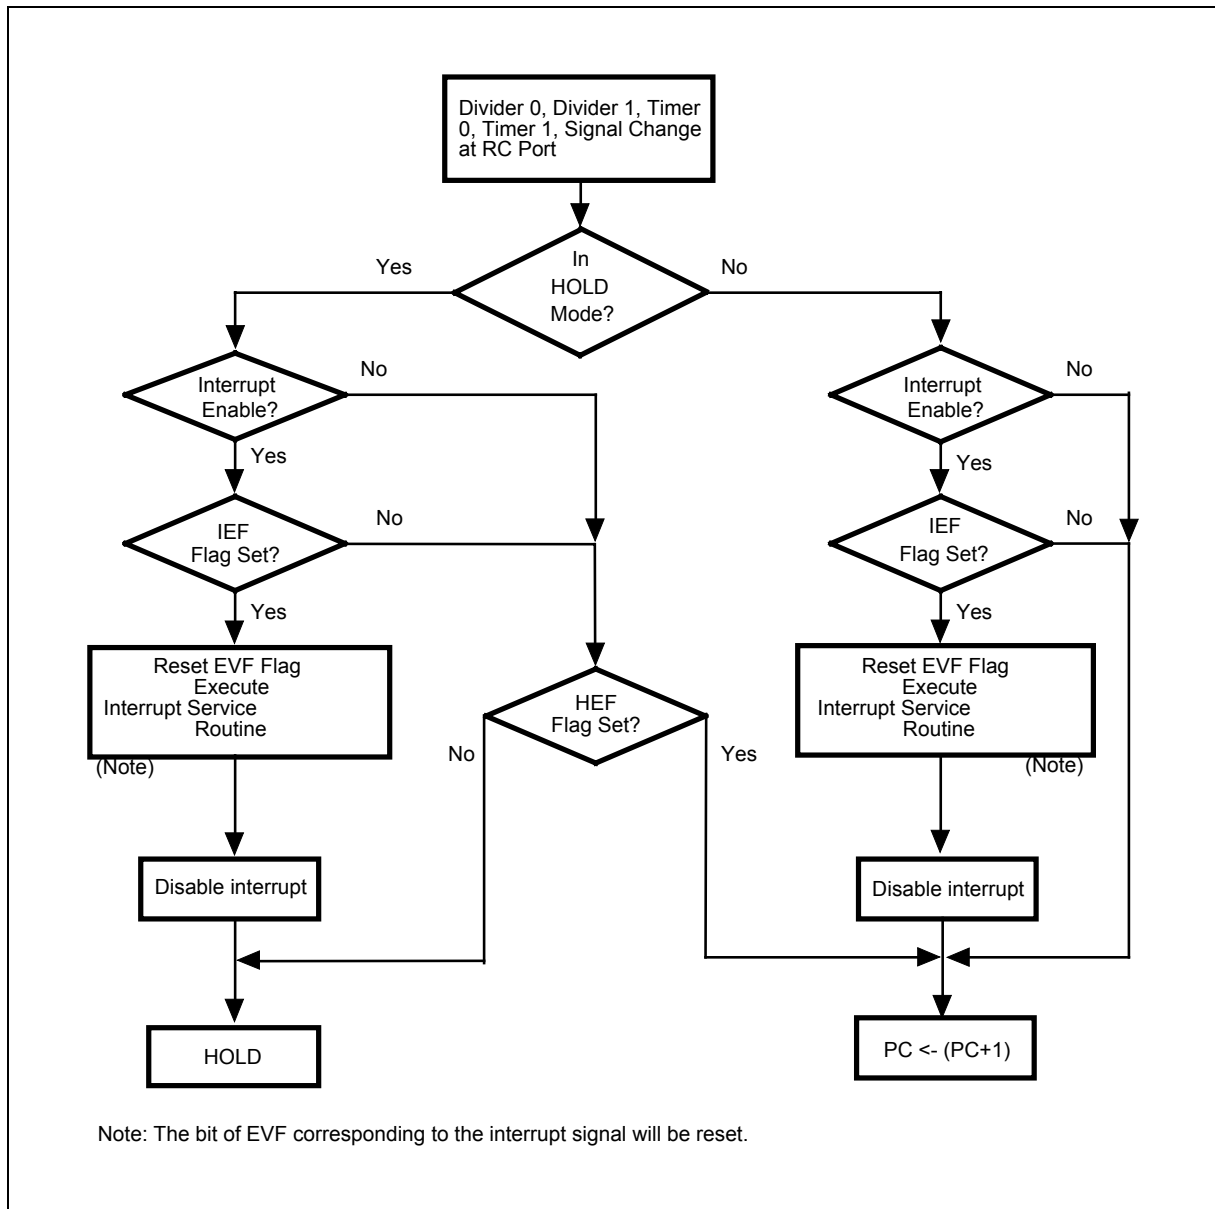 Divider 0, Divider 1, Timer
0, Timer 1, Signal Change
at RC Port
In
HOLD
Mode?
Yes
No
Interrupt
Enable?
No
Yes
Interrupt
Enable?
No
Yes
IEF
Flag Set?
No
Yes
IEF
Flag Set?
No
Yes
Reset EVF Flag
Execute
Interrupt Service
Routine
(Note)
HEF
Flag Set?
No
Yes
Reset EVF Flag
Execute
Interrupt Service
Routine
(Note)
Disable interrupt
Disable interrupt
HOLD
PC <- (PC+1)
Note: The bit of EVF corresponding to the interrupt signal will be reset.